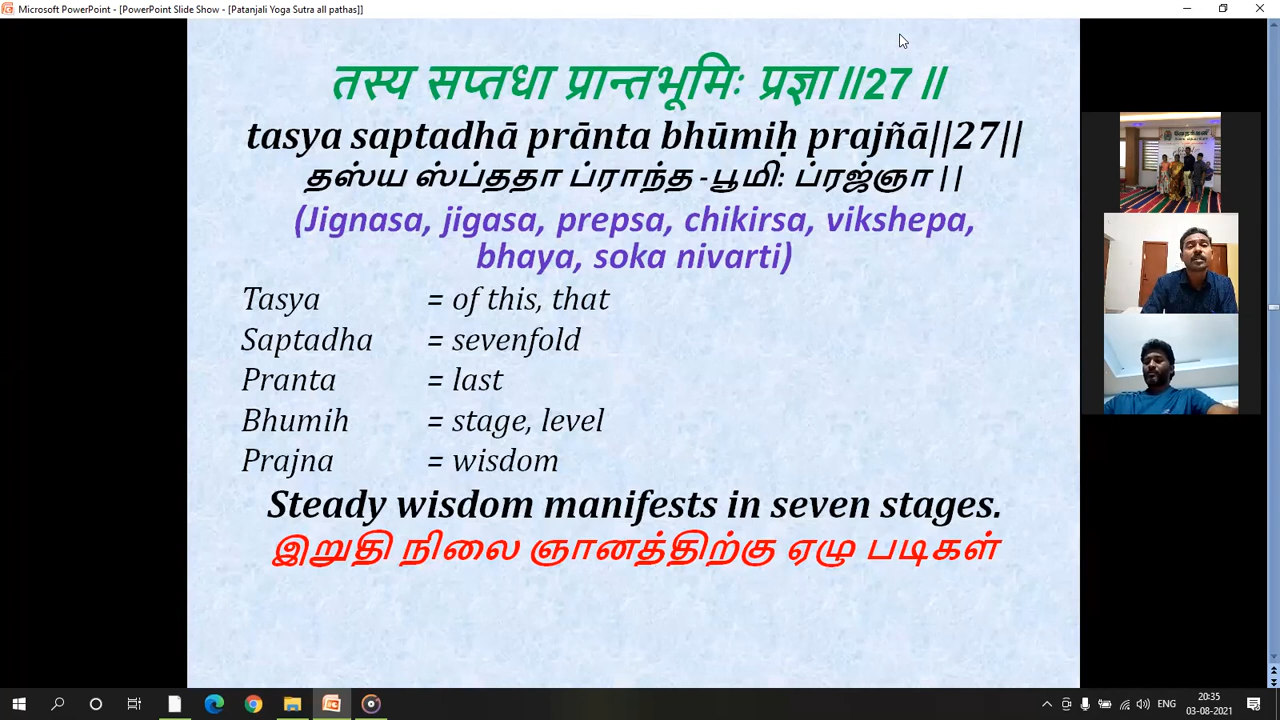 Microsoft PowerPoint - [PowerPoint Slide Show - [Patanjali Yoga Sutra all pathas]]
तस्य सप्तधा प्रान्तभूमिः प्रज्ञा॥27॥
tasya saptadhā prānta bhūmiḥ prajñā||27||
தஸ்ய ஸ்ப்ததா ப்ராந்த -பூமி: ப்ரஜ்ஞா ||
(Jignasa, jigasa, prepsa, chikirsa, vikshepa,
bhaya, soka nivarti)
Tasya = of this, that
Saptadha = sevenfold
Pranta = last
Bhumih = stage, level
Prajna = wisdom
Steady wisdom manifests in seven stages.
இறுதி நிலை ஞானத்திற்கு ஏழு படிகள்
ENG
20:35
03-08-2021